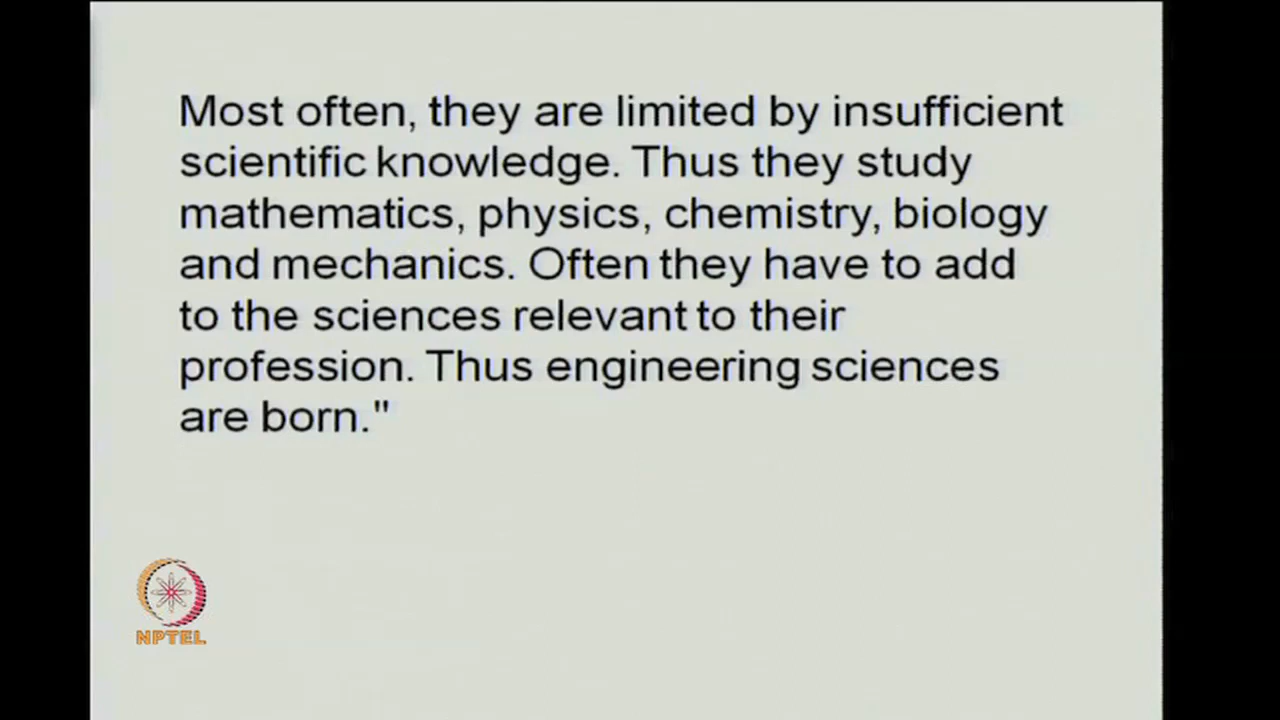 Most often, they are limited by insufficient
scientific knowledge. Thus they study
mathematics, physics, chemistry, biology
and mechanics. Often they have to add
to the sciences relevant to their
profession. Thus engineering sciences
are born."
NPTEL